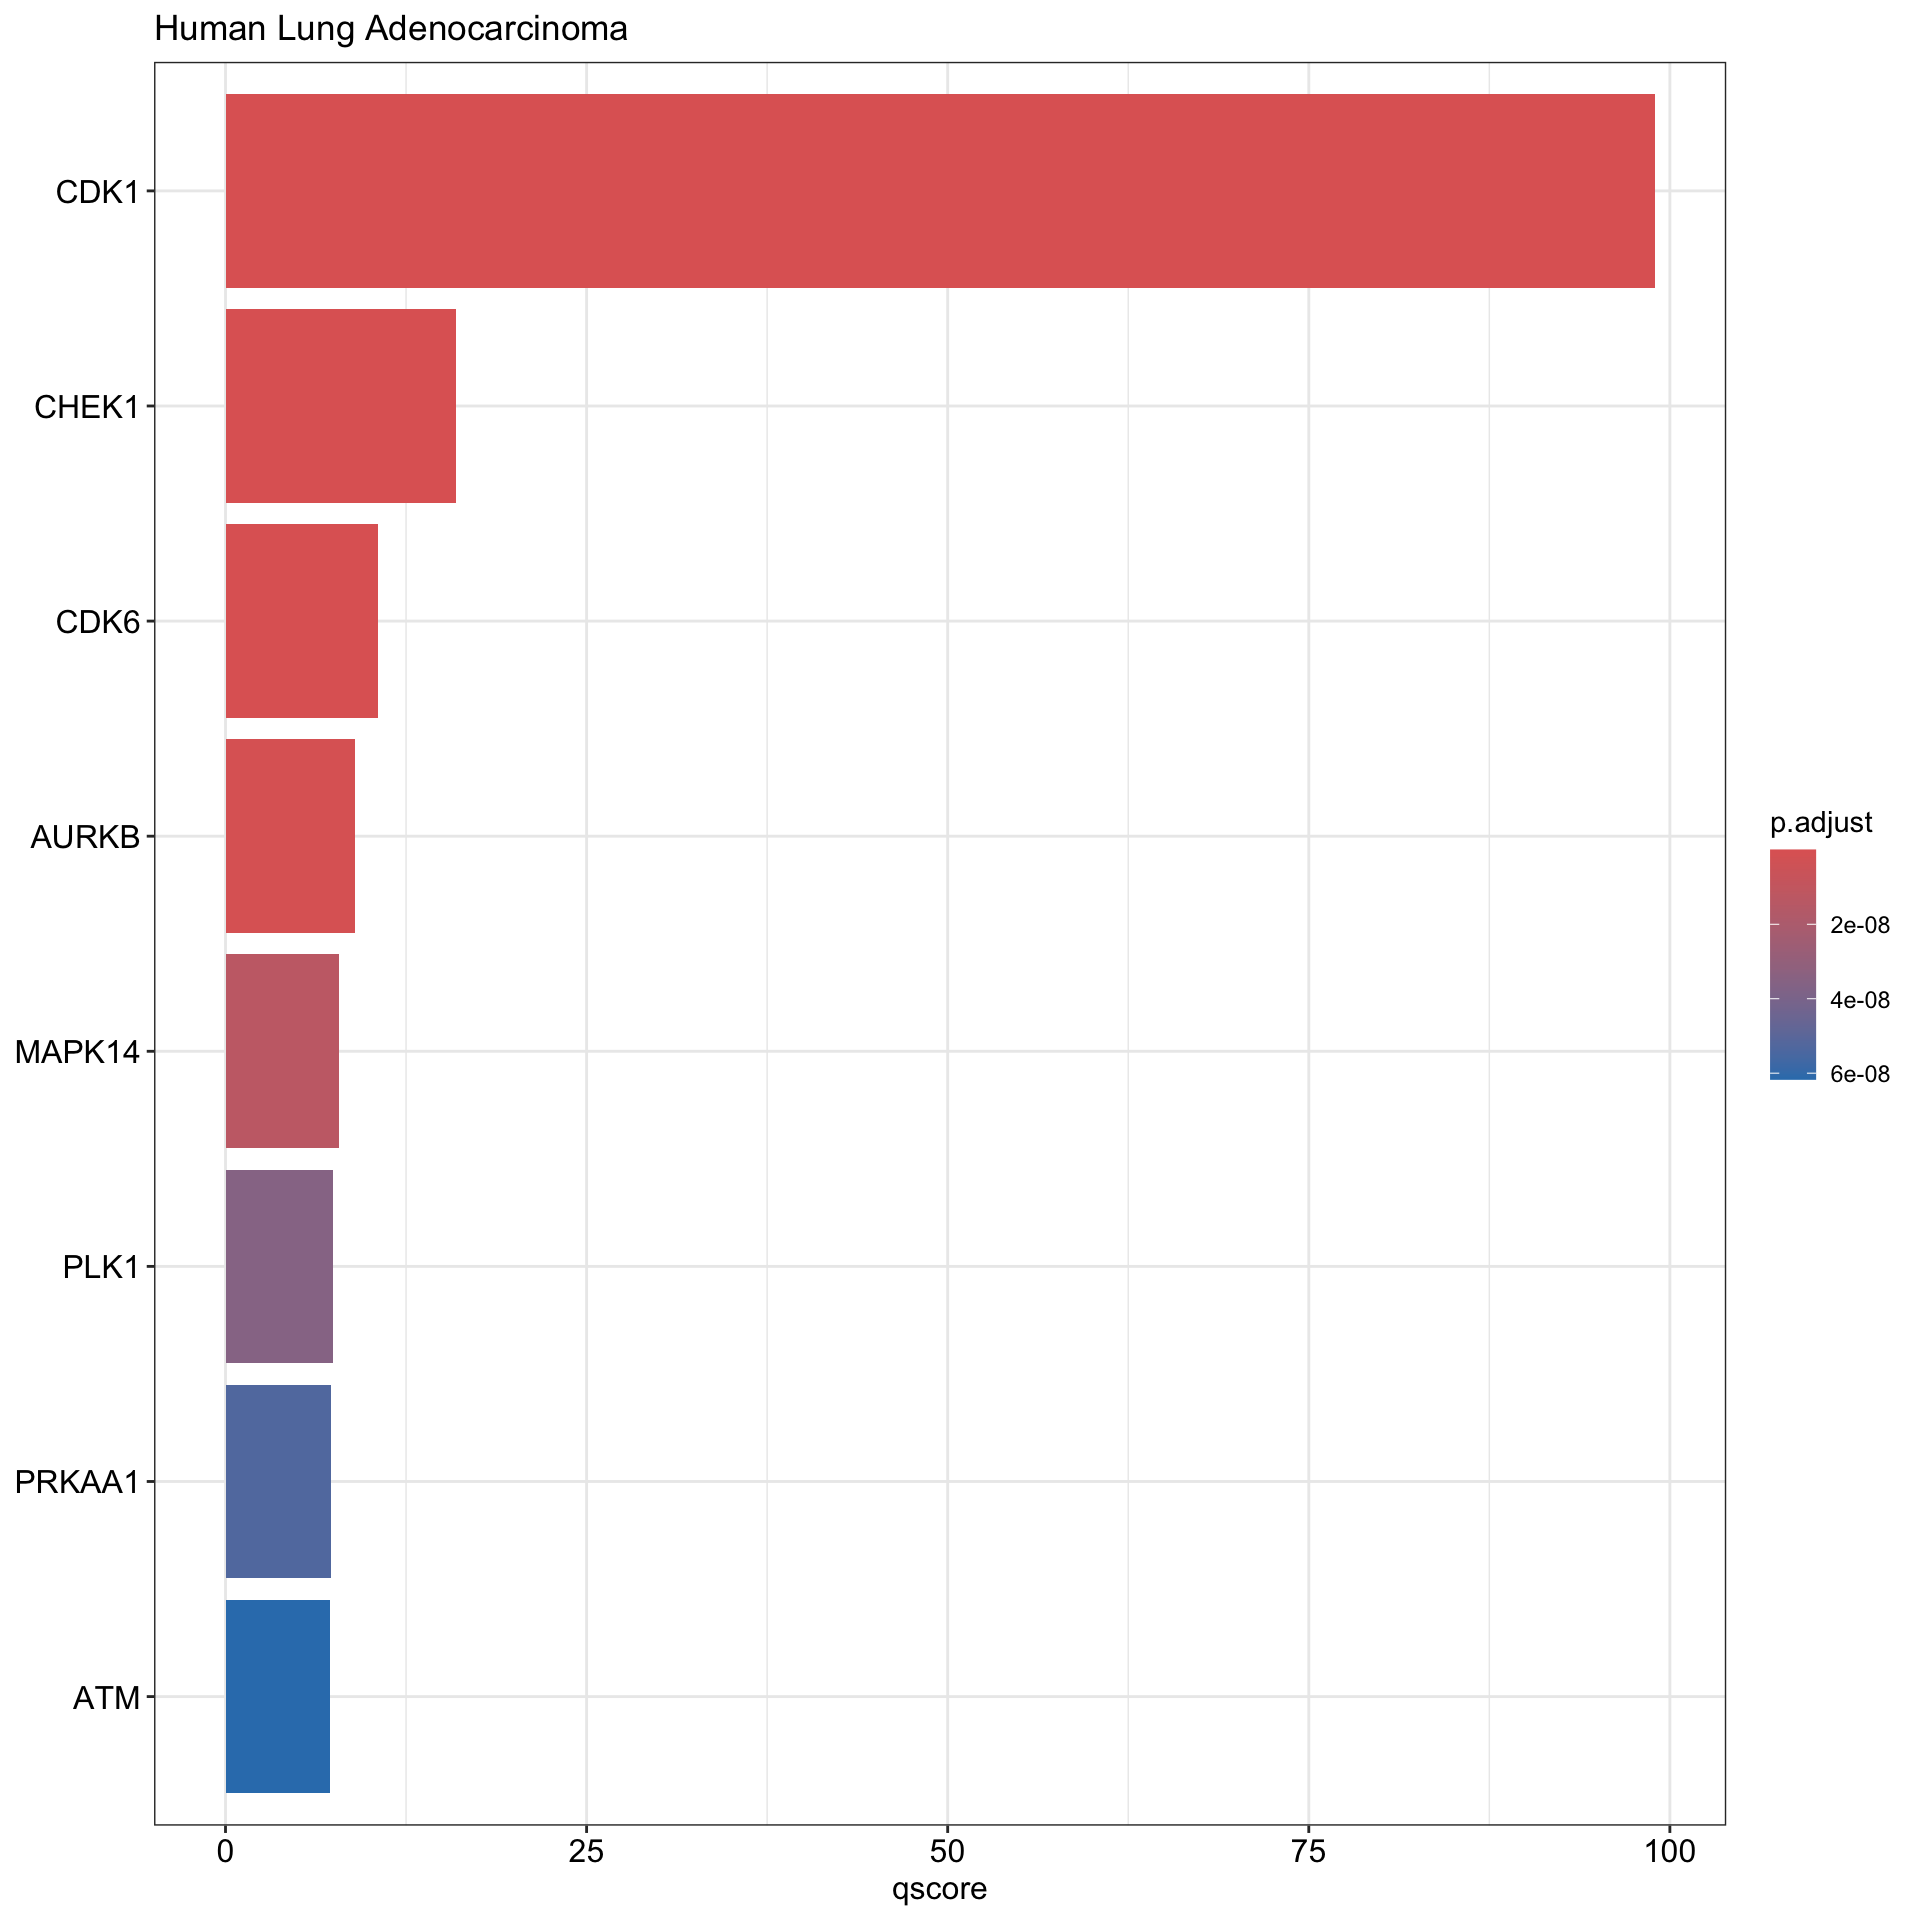 Human Lung Adenocarcinoma
CDK1
CHEK1
CDK6
AURKB
MAPK14
PLK1
PRKAA1
ATM
0 25 50 75 100
qscore
p.adjust
2e-08
4e-08
6e-08